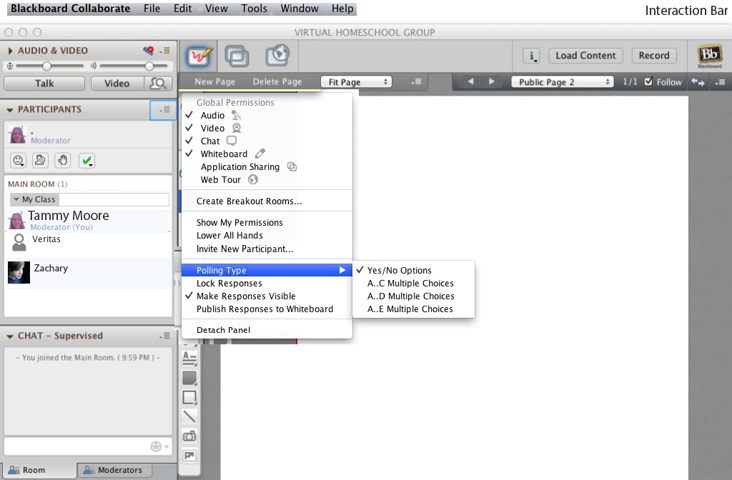 Blackboard Collaborate File Edit View Tools Window Help
Interaction Bar
VIRTUAL HOMESCHOOL GROUP
AUDIO & VIDEO
Talk Video
i Load Content Record
Bb
Blackboard
New Page Delete Page Fit Page Public Page 2 1/1 Follow
PARTICIPANTS
-
Moderator
MAIN ROOM (1)
My Class
Tammy Moore
Moderator (You)
Veritas
Zachary
CHAT - Supervised
- You joined the Main Room. ( 9:59 PM ) -
Room Moderators
Global Permissions
Audio
Video
Chat
Whiteboard
Application Sharing
Web Tour
Create Breakout Rooms...
Show My Permissions
Lower All Hands
Invite New Participant...
Polling Type
Lock Responses
Make Responses Visible
Publish Responses to Whiteboard
Detach Panel
Yes/No Options
A..C Multiple Choices
A..D Multiple Choices
A..E Multiple Choices
A